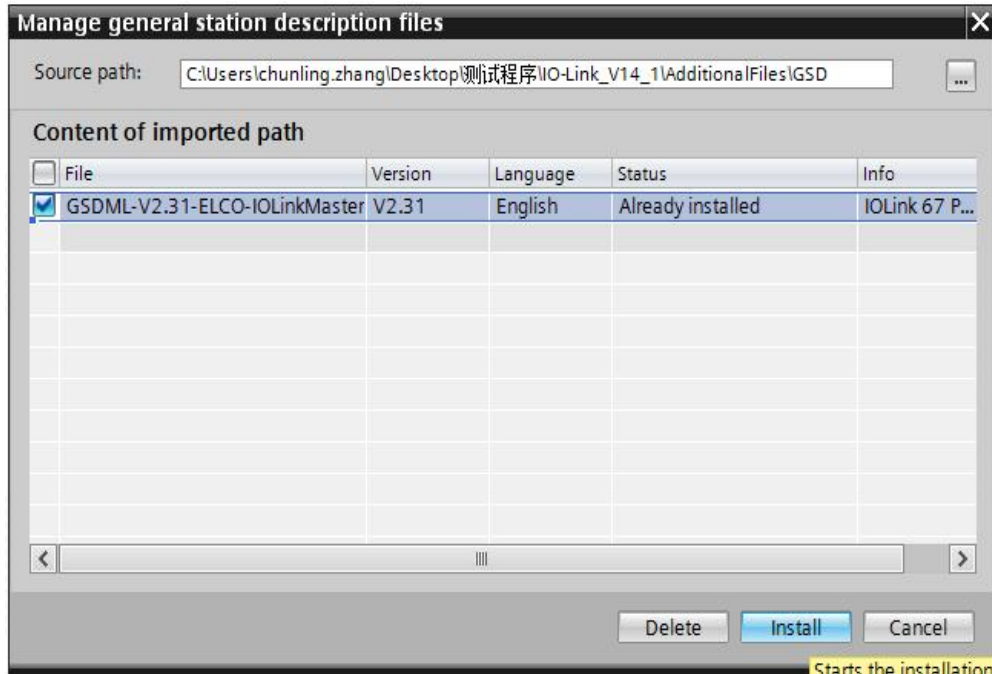 Manage general station description files
Source path: C:\Users\chunling.zhang\Desktop\测试程序\IO-Link_V14_1\AdditionalFiles\GSD ...
Content of imported path
File Version Language Status Info
GSDML-V2.31-ELCO-IOLinkMaster V2.31 English Already installed IOLink 67 P...
Delete Install Cancel
Starts the installation